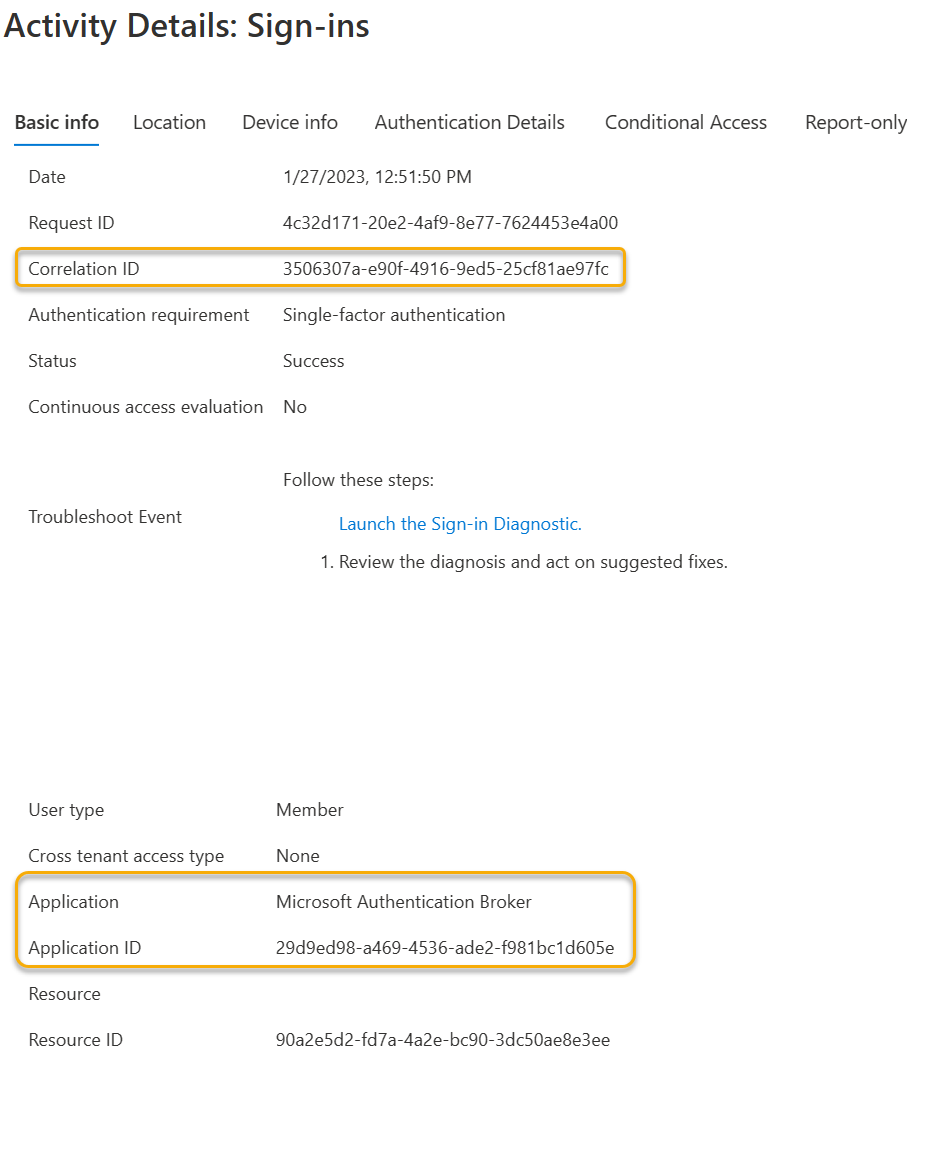 Activity Details: Sign-ins
Basic info Location Device info Authentication Details Conditional Access Report-only
Date 1/27/2023, 12:51:50 PM
Request ID 4c32d171-20e2-4af9-8e77-7624453e4a00
Correlation ID 3506307a-e90f-4916-9ed5-25cf81ae97fc
Authentication requirement Single-factor authentication
Status Success
Continuous access evaluation No
Follow these steps:
Troubleshoot Event
Launch the Sign-in Diagnostic.
1. Review the diagnosis and act on suggested fixes.
User type Member
Cross tenant access type None
Application Microsoft Authentication Broker
Application ID 29d9ed98-a469-4536-ade2-f981bc1d605e
Resource
Resource ID 90a2e5d2-fd7a-4a2e-bc90-3dc50ae8e3ee